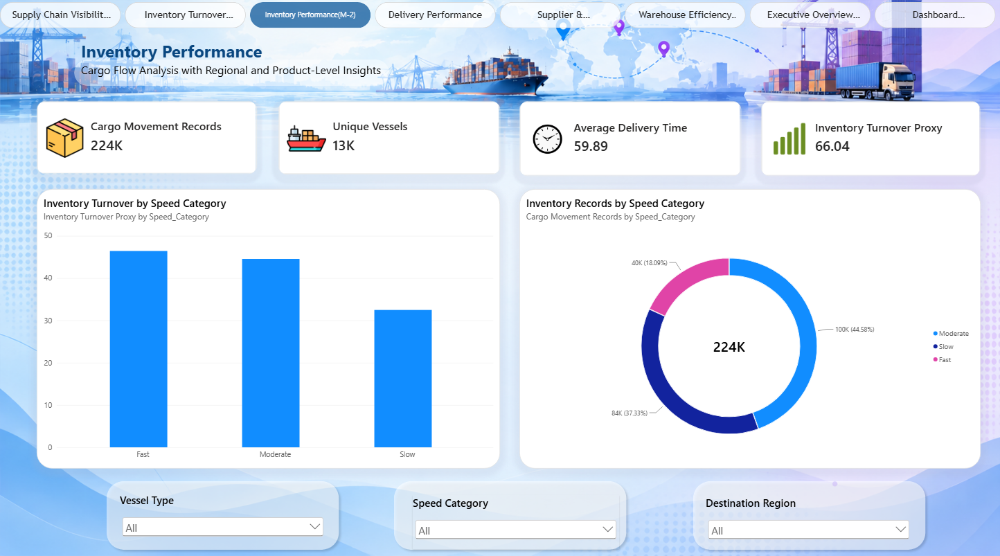 Supply Chain Visibilit...
Inventory Turnover...
Inventory Performance(M-2)
Delivery Performance
Supplier &...
Warehouse Efficiency..
Executive Overview...
Dashboard...
Inventory Performance
Cargo Flow Analysis with Regional and Product-Level Insights
Cargo Movement Records
224K
Unique Vessels
13K
Average Delivery Time
59.89
Inventory Turnover Proxy
66.04
Inventory Turnover by Speed Category
Inventory Turnover Proxy by Speed_Category
50
40
30
20
10
0
Fast
Moderate
Slow
Inventory Records by Speed Category
Cargo Movement Records by Speed_Category
40K (18.09%)
100K (44.58%)
84K (37.33%)
224K
Moderate
Slow
Fast
Vessel Type
All
Speed Category
All
Destination Region
All